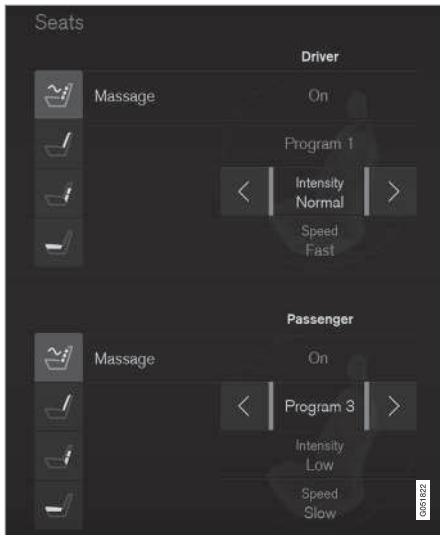 Seats
Driver
Massage
On
Program 1
Intensity
Normal
Speed
Fast
Passenger
Massage
On
Program 3
Intensity
Low
Speed
Slow
G051822